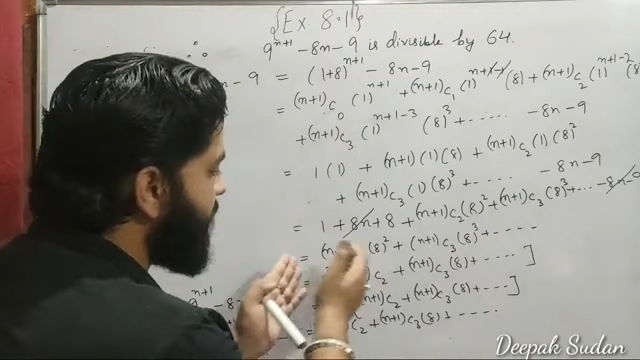 {Ex. 8.1}
9^{n+1} - 8n - 9 is divisible by 64.
n - 9 = (1+8)^{n+1} - 8n - 9
= (n+1)C₀ (1)^{n+1} + (n+1)C₁ (1)^{n+1-1} (8) + (n+1)C₂ (1)^{n+1-2} (8)
+ (n+1)C₃ (1)^{n+1-3} (8)³ + ..... - 8n - 9
= 1(1) + (n+1)(1)(8) + (n+1)C₂ (1)(8)²
+ (n+1)C₃ (1)(8)³ + ..... - 8n - 9
= 1 + 8n + 8 + (n+1)C₂(8)² + (n+1)C₃(8)³ + ... - 8n - 9
= (8)² + (n+1)C₃(8)³ + ....
C₂ + (n+1)C₃(8) + ....]
= n+1)C₂ + (n+1)C₃(8) + ---]
9^{n+1} - 8
= C₂ + (n+1)C₃(8) + ....
Deepak Sudan